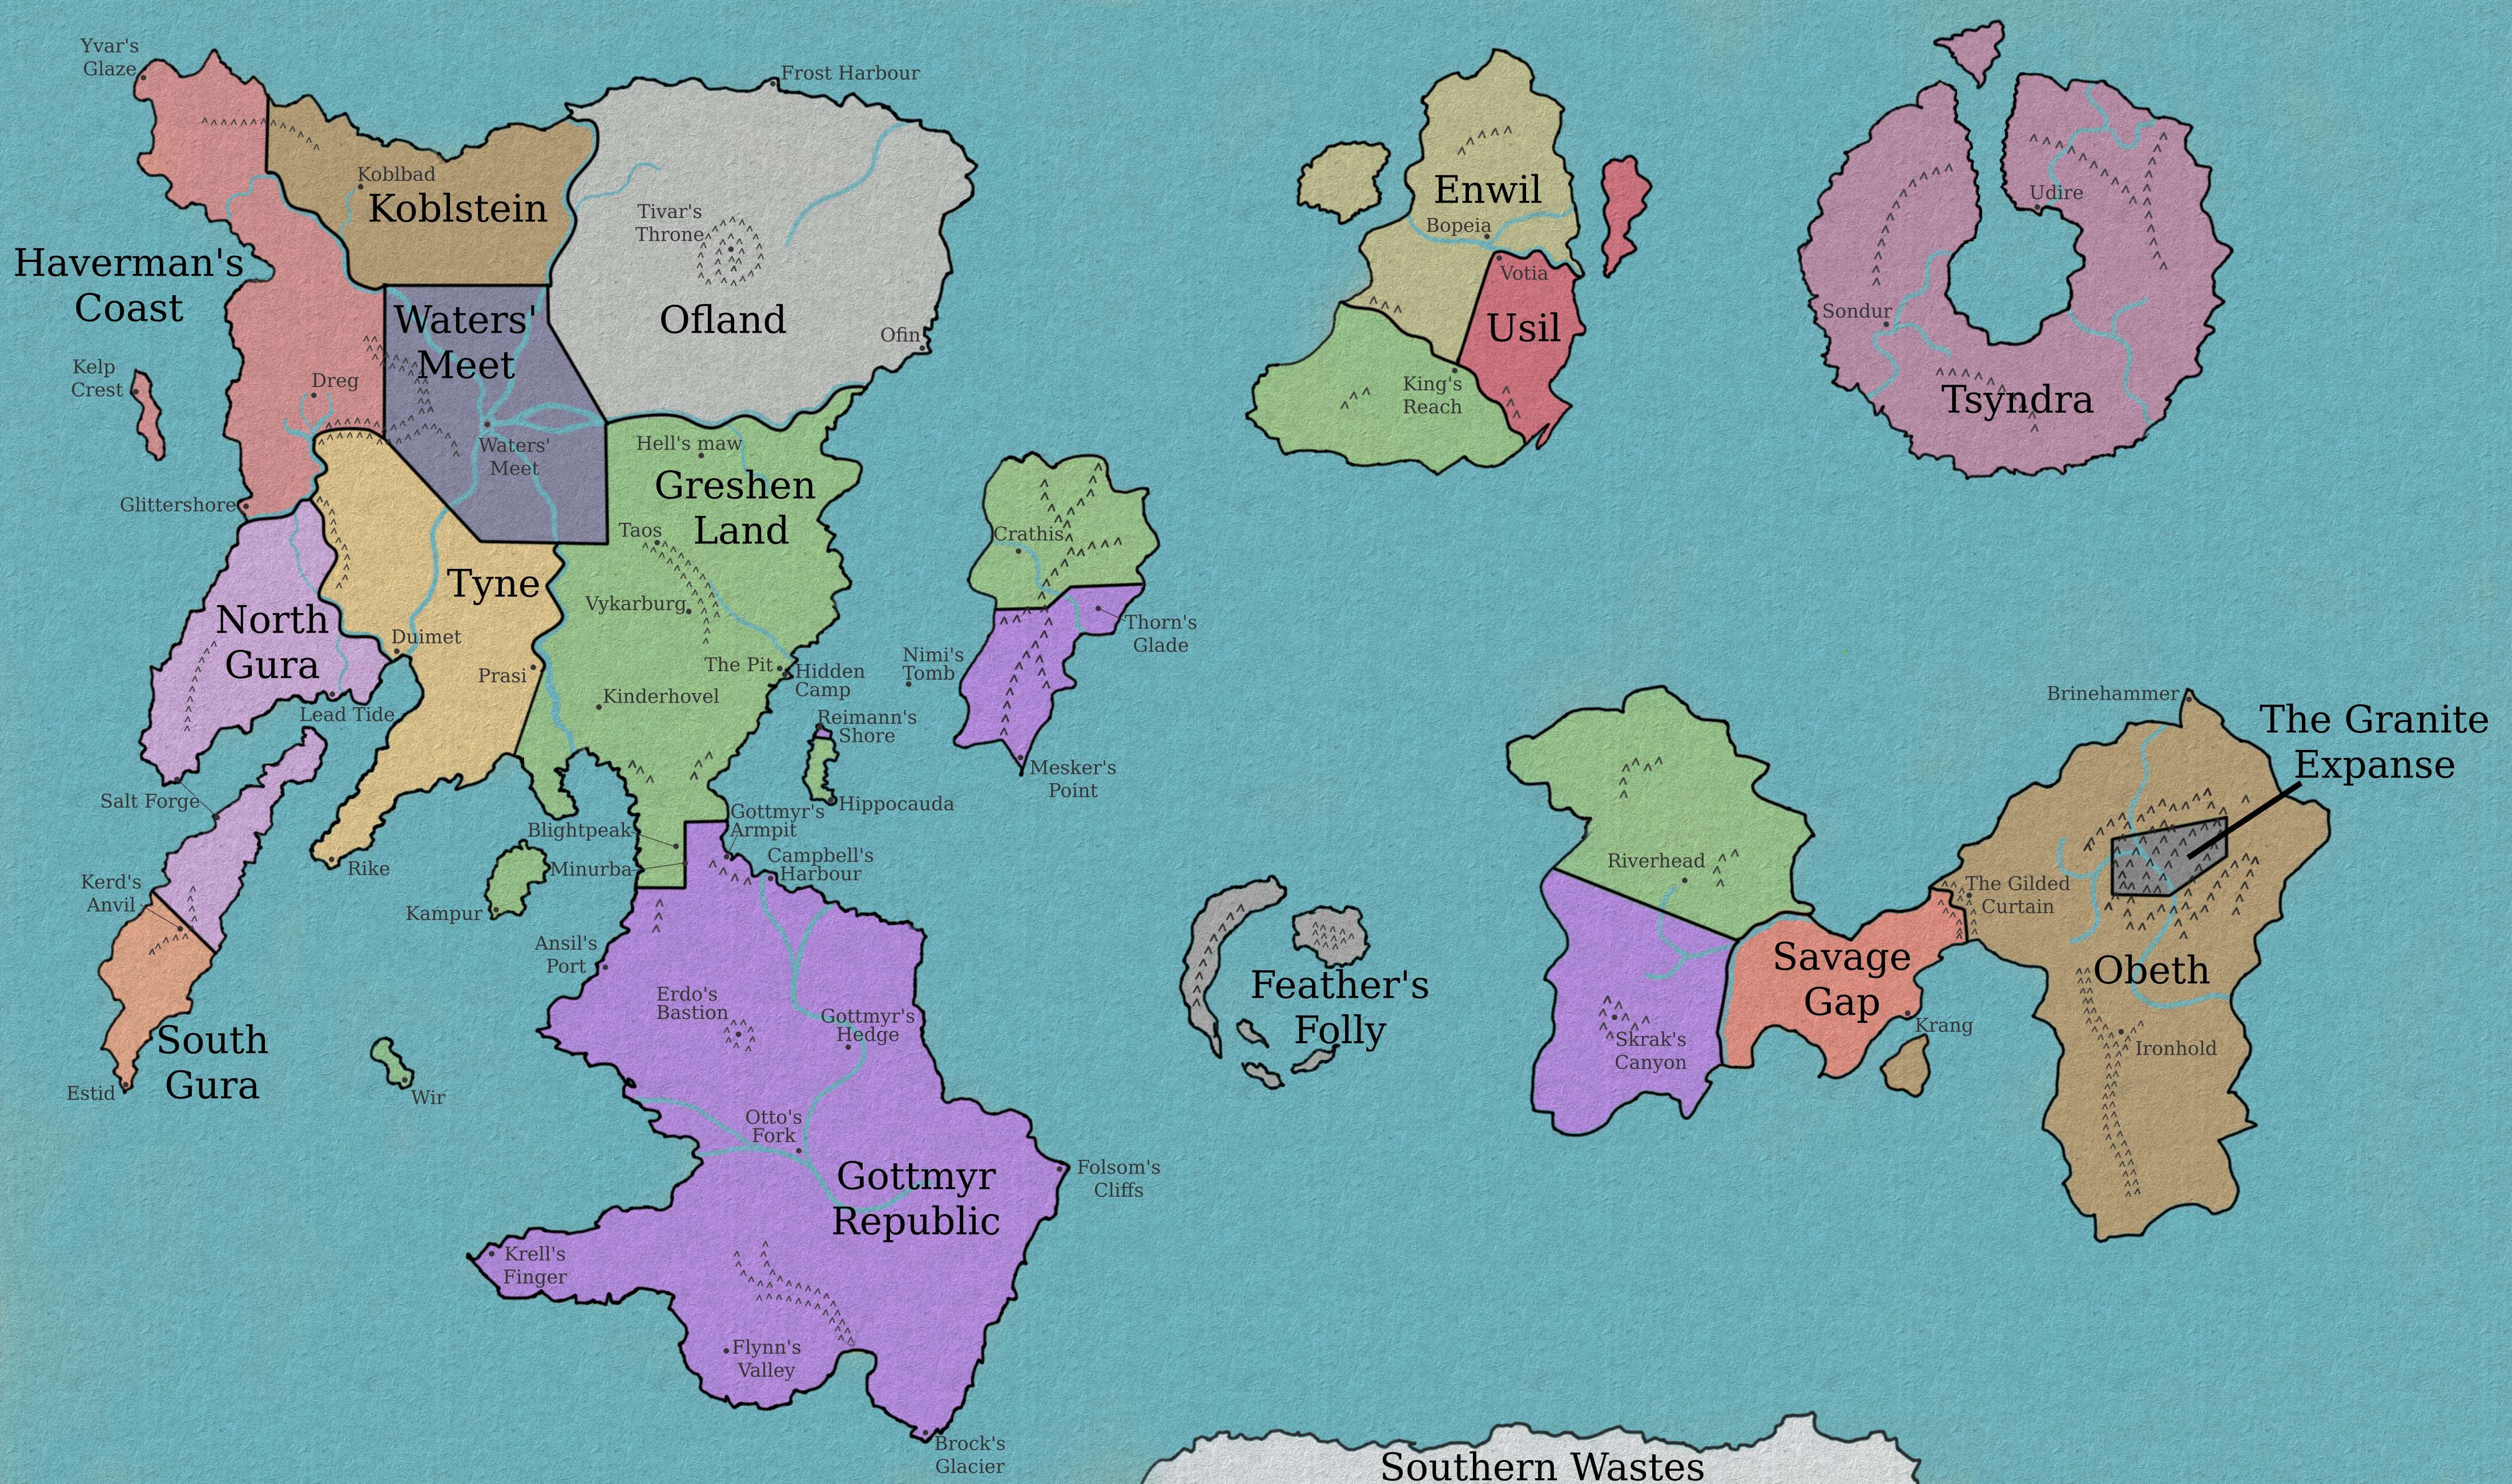 Yvar's
Glaze
Frost Harbour
Koblbad
Koblstein
Tivar's
Throne
Haverman's
Coast
Waters'
Meet
Ofland
Ofin
Kelp
Crest
Dreg
Waters'
Meet
Hell's maw
Greshen
Land
Glittershore
Taos
Tyne
Vykarburg
North
Gura
Duimet
Prasi
The Pit
Hidden
Camp
Kinderhovel
Lead Tide
Salt Forge
Reimann's
Shore
Hippocauda
Nimi's
Tomb
Crathis
Thorn's
Glade
Mesker's
Point
Blightpeak
Minurba
Gottmyr's
Armpit
Campbell's
Harbour
Rike
Kampur
Kerd's
Anvil
South
Gura
Estid
Wir
Ansil's
Port
Erdo's
Bastion
Gottmyr's
Hedge
Otto's
Fork
Gottmyr
Republic
Folsom's
Cliffs
Krell's
Finger
Flynn's
Valley
Brock's
Glacier
Enwil
Bopeia
Votia
Usil
King's
Reach
Udire
Sondur
Tsyndra
Feather's
Folly
Riverhead
Skrak's
Canyon
Savage
Gap
Krang
Brinehammer
The Granite
Expanse
The Gilded
Curtain
Obeth
Ironhold
Southern Wastes